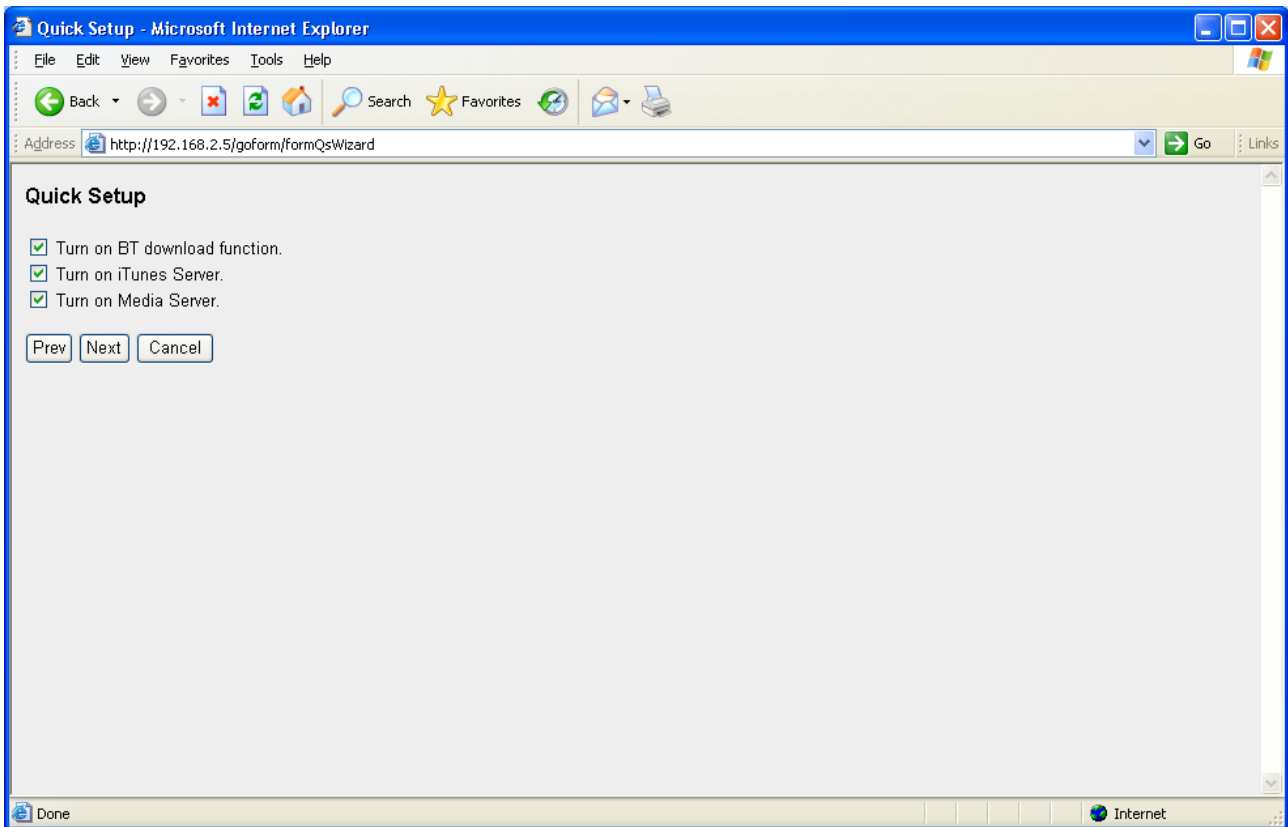 Quick Setup - Microsoft Internet Explorer
File Edit View Favorites Tools Help
Back Search Favorites
Address http://192.168.2.5/goform/formQsWizard Go Links
Quick Setup
Turn on BT download function.
Turn on iTunes Server.
Turn on Media Server.
Prev Next Cancel
Done Internet